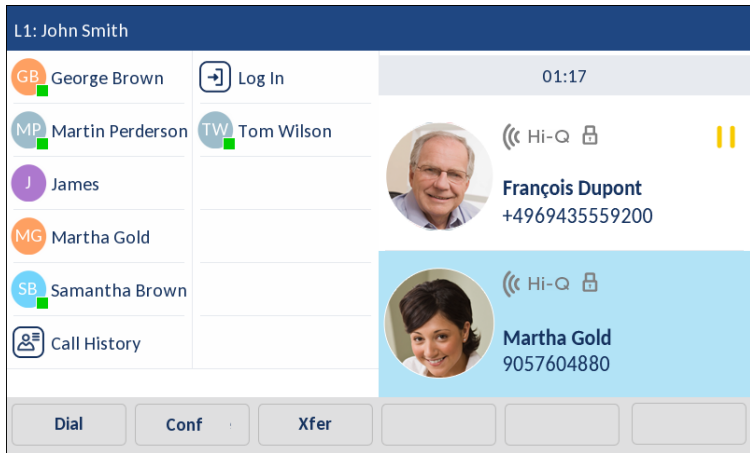 L1: John Smith
GB George Brown
Log In
MP Martin Perderson
TW Tom Wilson
J James
MG Martha Gold
SB Samantha Brown
Call History
01:17
Hi-Q
François Dupont
+4969435559200
Hi-Q
Martha Gold
9057604880
Dial
Conf
Xfer